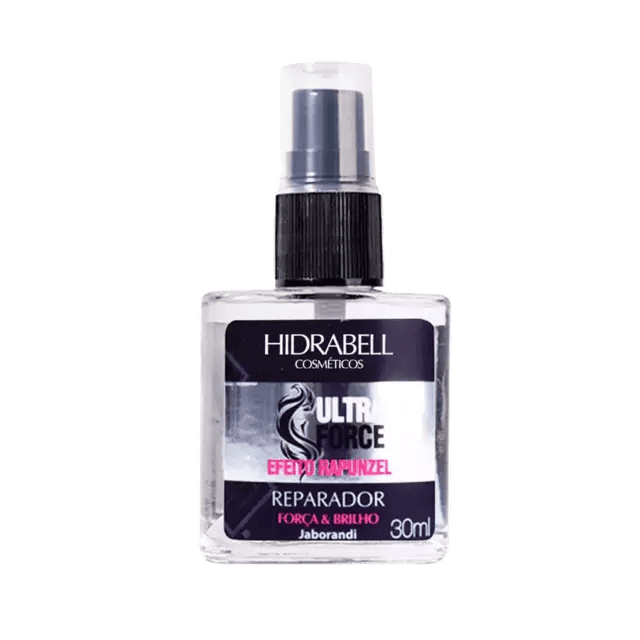 HIDRABELL
COSMÉTICOS
ULTRA
FORCE
EFEITO RAPUNZEL
REPARADOR
FORÇA & BRILHO
Jaborandi
30ml